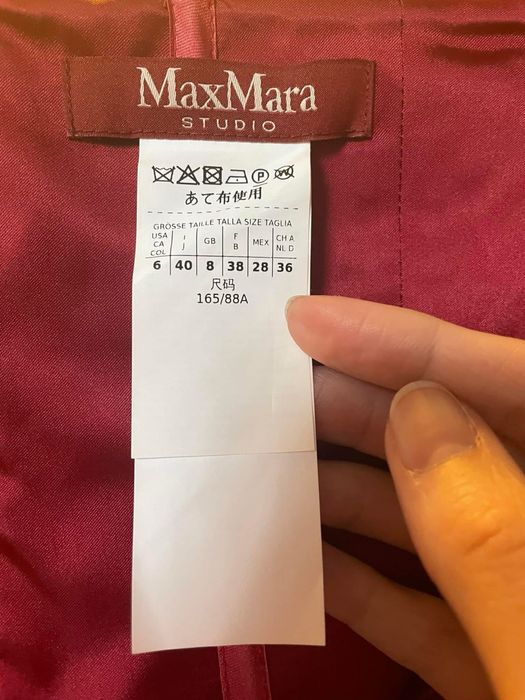 MaxMara
STUDIO
P W
あて布使用
GRÖSSE TAILLE TALLA SIZE TAGLIA
USA CA COL I J GB F B MEX CH A NL D
6 40 8 38 28 36
尺码
165/88A